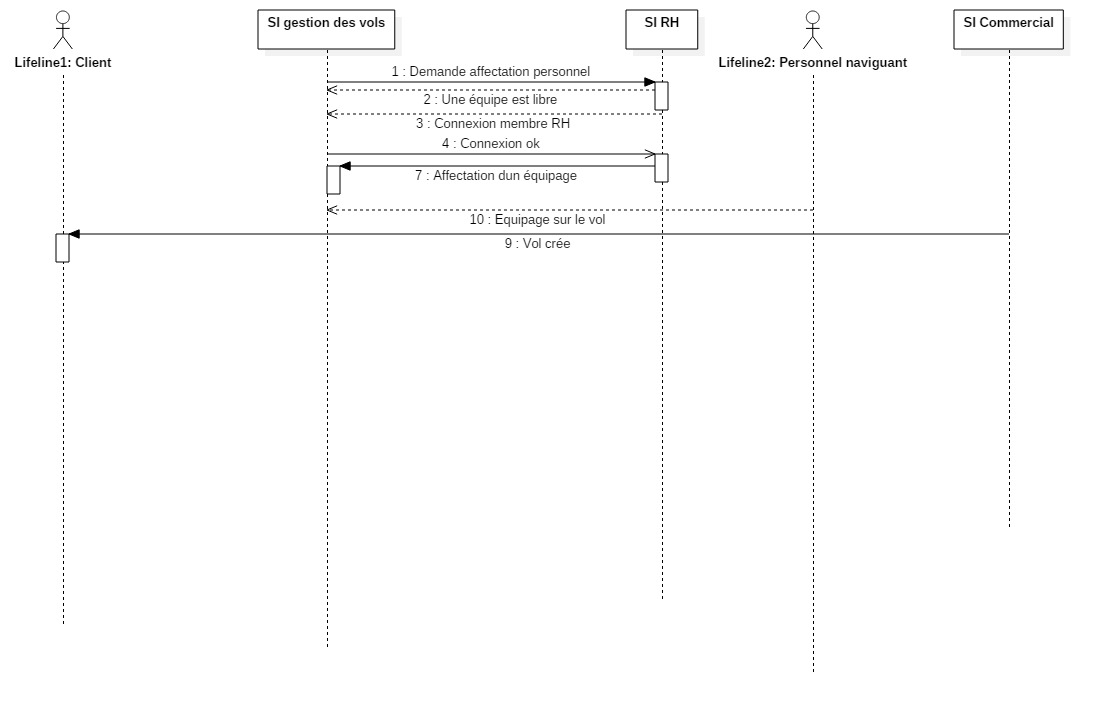 SI gestion des vols
SI RH
SI Commercial
Lifeline1: Client
Lifeline2: Personnel naviguant
1 : Demande affectation personnel
2 : Une équipe est libre
3 : Connexion membre RH
4 : Connexion ok
7 : Affectation dun équipage
10 : Equipage sur le vol
9 : Vol crée